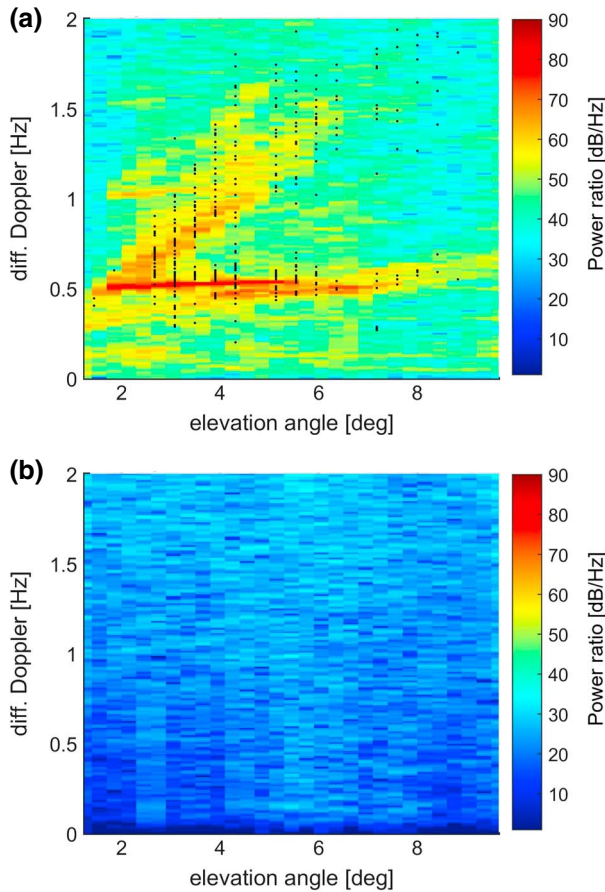 (a)
2
1.5
1
0.5
0
diff. Doppler [Hz]
2 4 6 8
elevation angle [deg]
90
80
70
60
50
40
30
20
10
Power ratio [dB/Hz]
(b)
2
1.5
1
0.5
0
diff. Doppler [Hz]
2 4 6 8
elevation angle [deg]
90
80
70
60
50
40
30
20
10
Power ratio [dB/Hz]